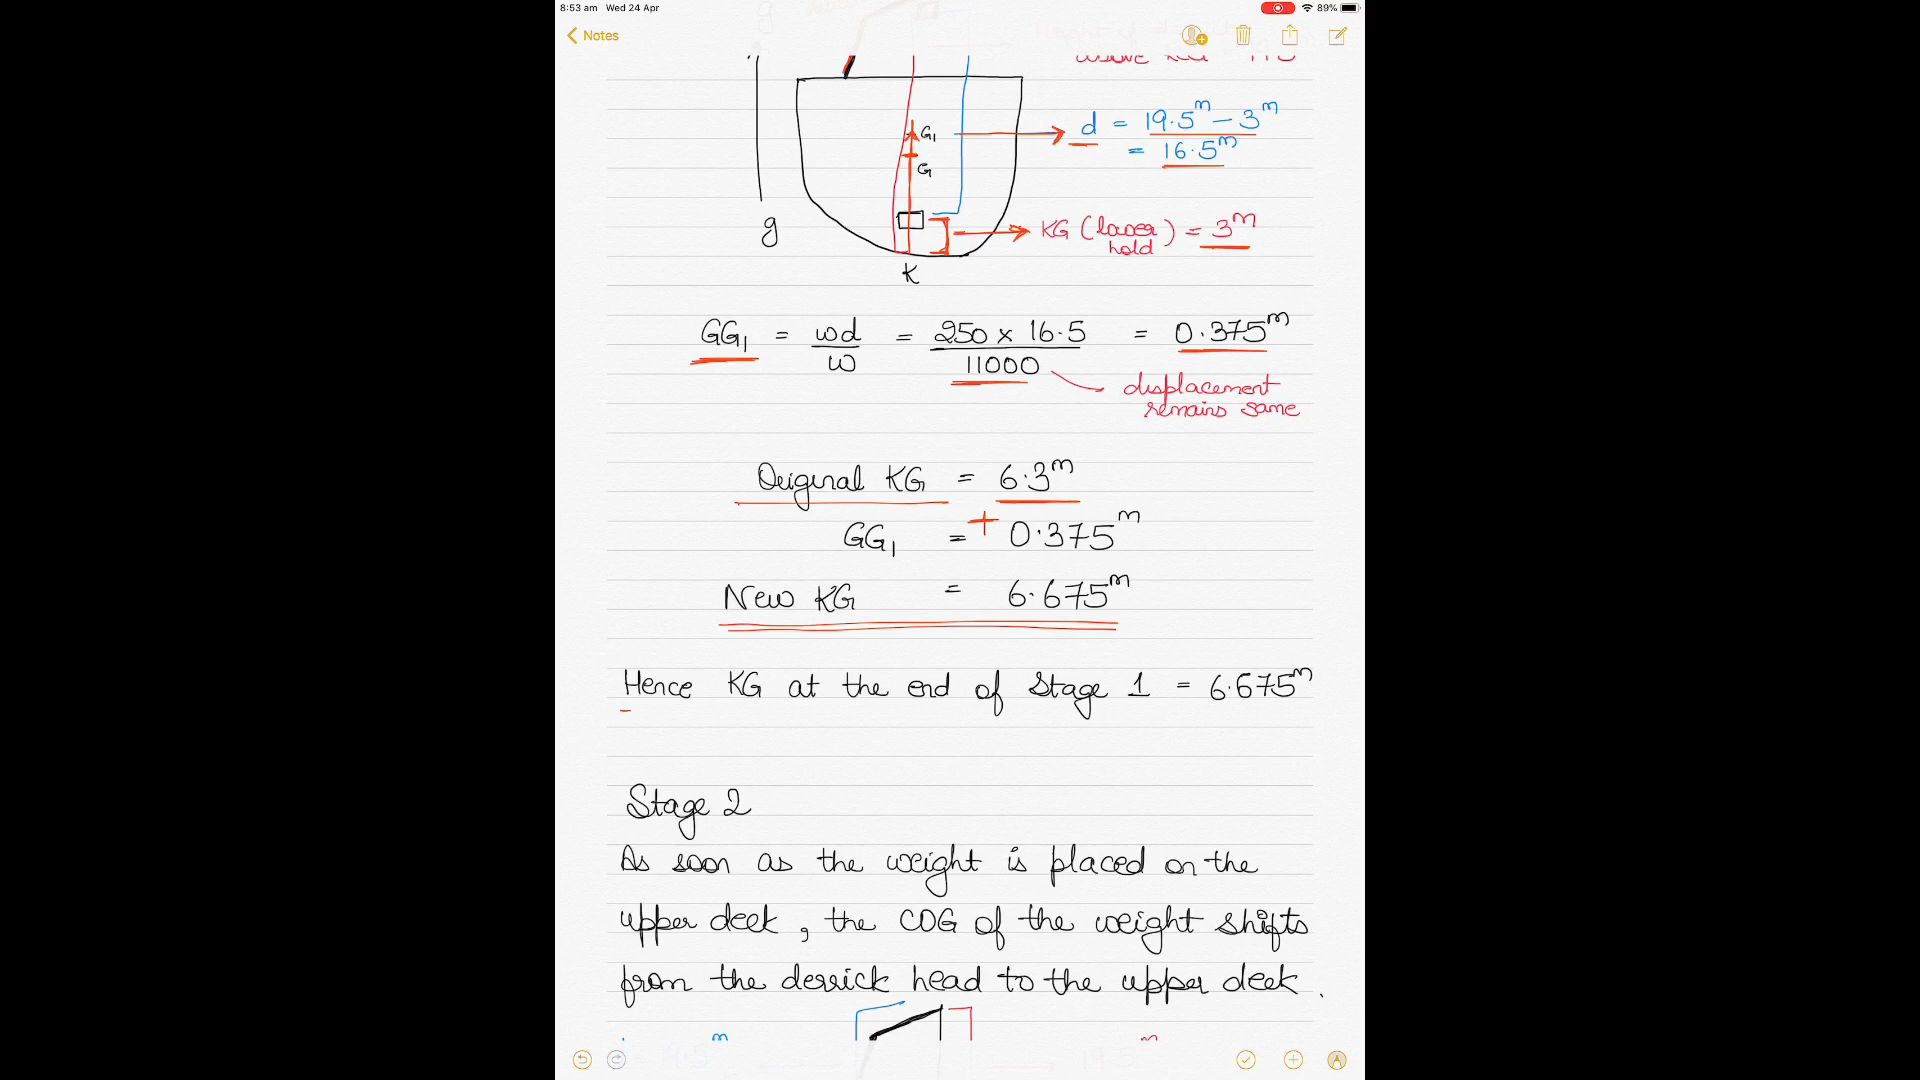 8:53 am Wed 24 Apr
89%
Notes
d = 19.5m - 3m
= 16.5m
G1
G
g
KG (lower hold) = 3m
K
GG1 = wd/w = 250 x 16.5/11000 = 0.375m
displacement
remains same
Original KG = 6.3m
GG1 = + 0.375m
New KG = 6.675m
Hence KG at the end of Stage 1 = 6.675m
Stage 2
As soon as the weight is placed on the
upper deck, the COG of the weight shifts
from the derrick head to the upper deck.